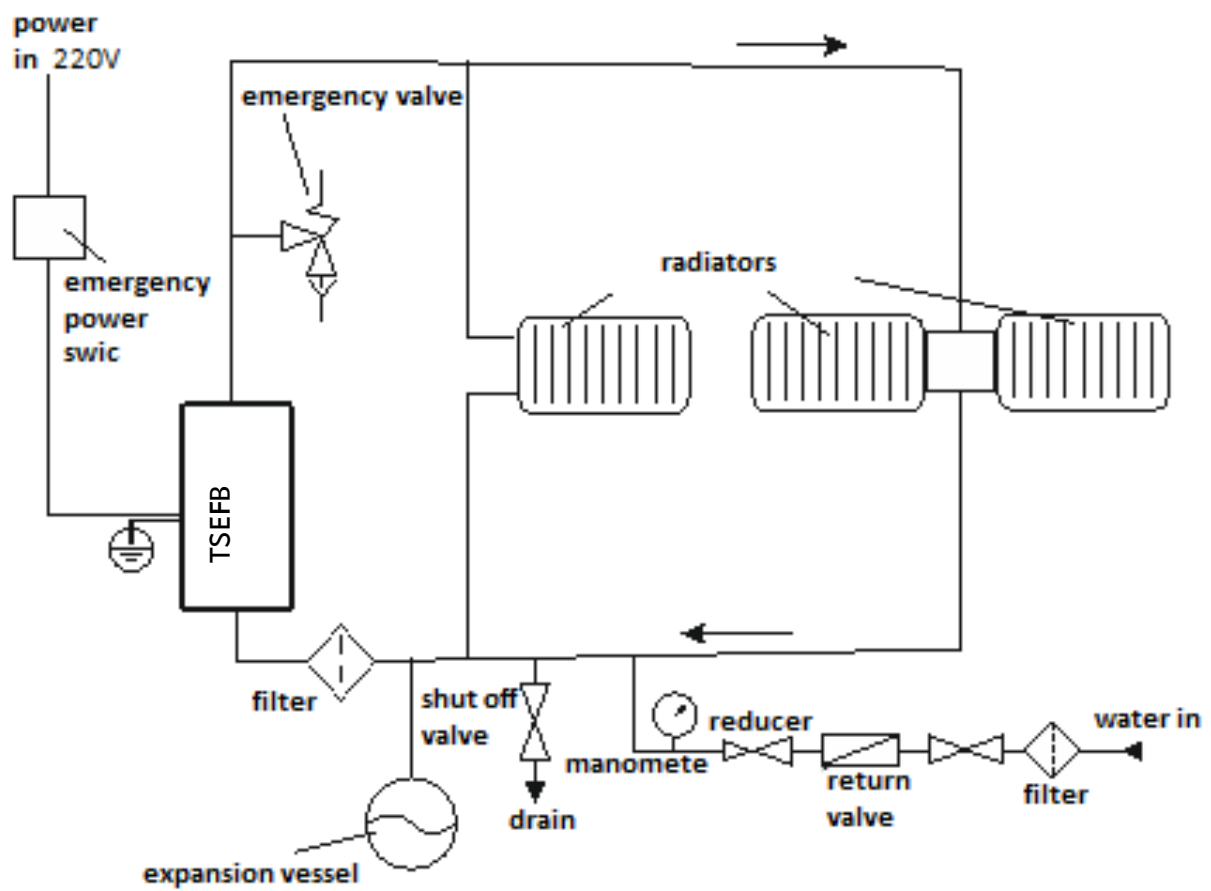 power
in 220V
emergency valve
emergency
power
swic
radiators
TSEFB
filter
shut off
valve
drain
expansion vessel
manomete
reducer
return
valve
water in
filter